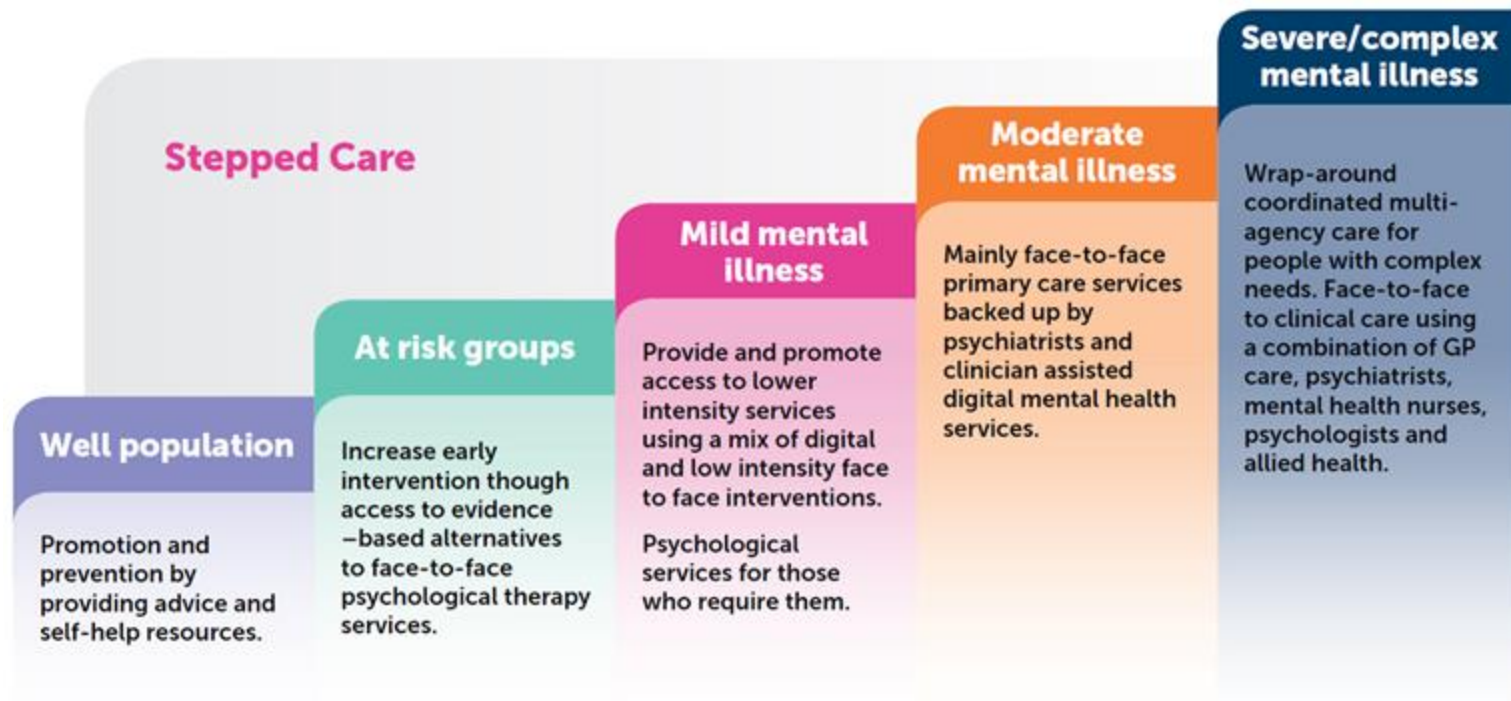 Stepped Care
Well population
Promotion and
prevention by
providing advice and
self-help resources.
At risk groups
Increase early
intervention though
access to evidence
–based alternatives
to face-to-face
psychological therapy
services.
Mild mental
illness
Provide and promote
access to lower
intensity services
using a mix of digital
and low intensity face
to face interventions.
Psychological
services for those
who require them.
Moderate
mental illness
Mainly face-to-face
primary care services
backed up by
psychiatrists and
clinician assisted
digital mental health
services.
Severe/complex
mental illness
Wrap-around
coordinated multi-
agency care for
people with complex
needs. Face-to-face
to clinical care using
a combination of GP
care, psychiatrists,
mental health nurses,
psychologists and
allied health.